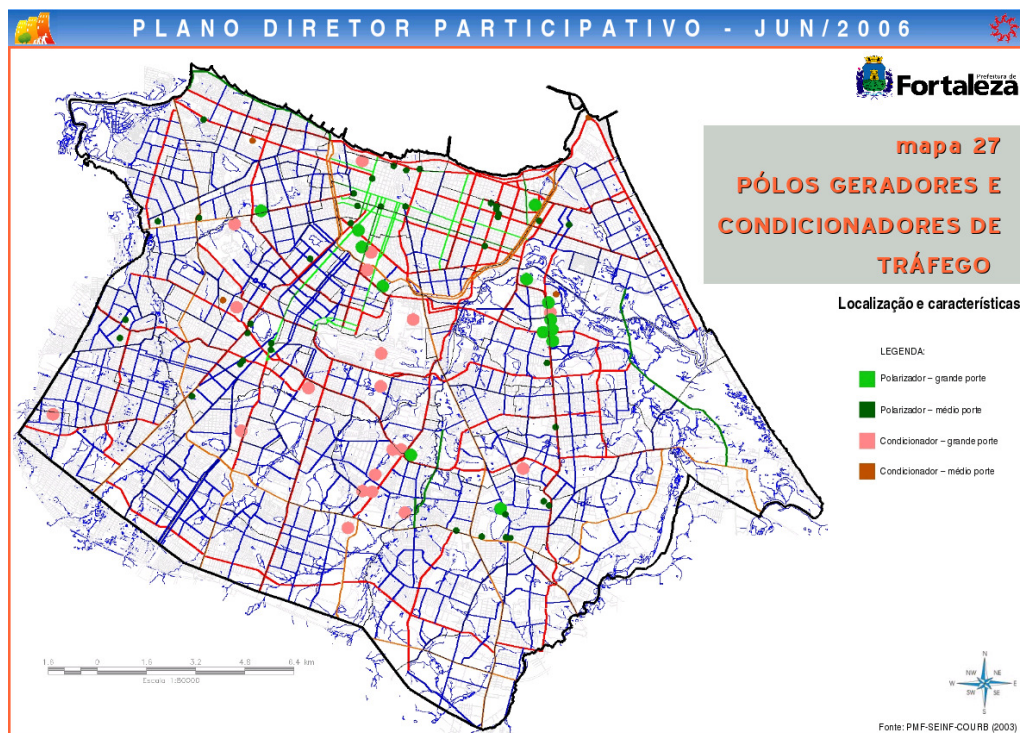 PLANO DIRETOR PARTICIPATIVO - JUN/2006
Prefeitura de
Fortaleza
mapa 27
PÓLOS GERADORES E
CONDICIONADORES DE
TRÁFEGO
Localização e características
LEGENDA:
Polarizador – grande porte
Polarizador – médio porte
Condicionador – grande porte
Condicionador – médio porte
1,6 0 1,6 3,2 4,8 6,4 km
Escala 1:80000
N
NW NE
W E
SW SE
S
Fonte: PMF-SEINF-COURB (2003)